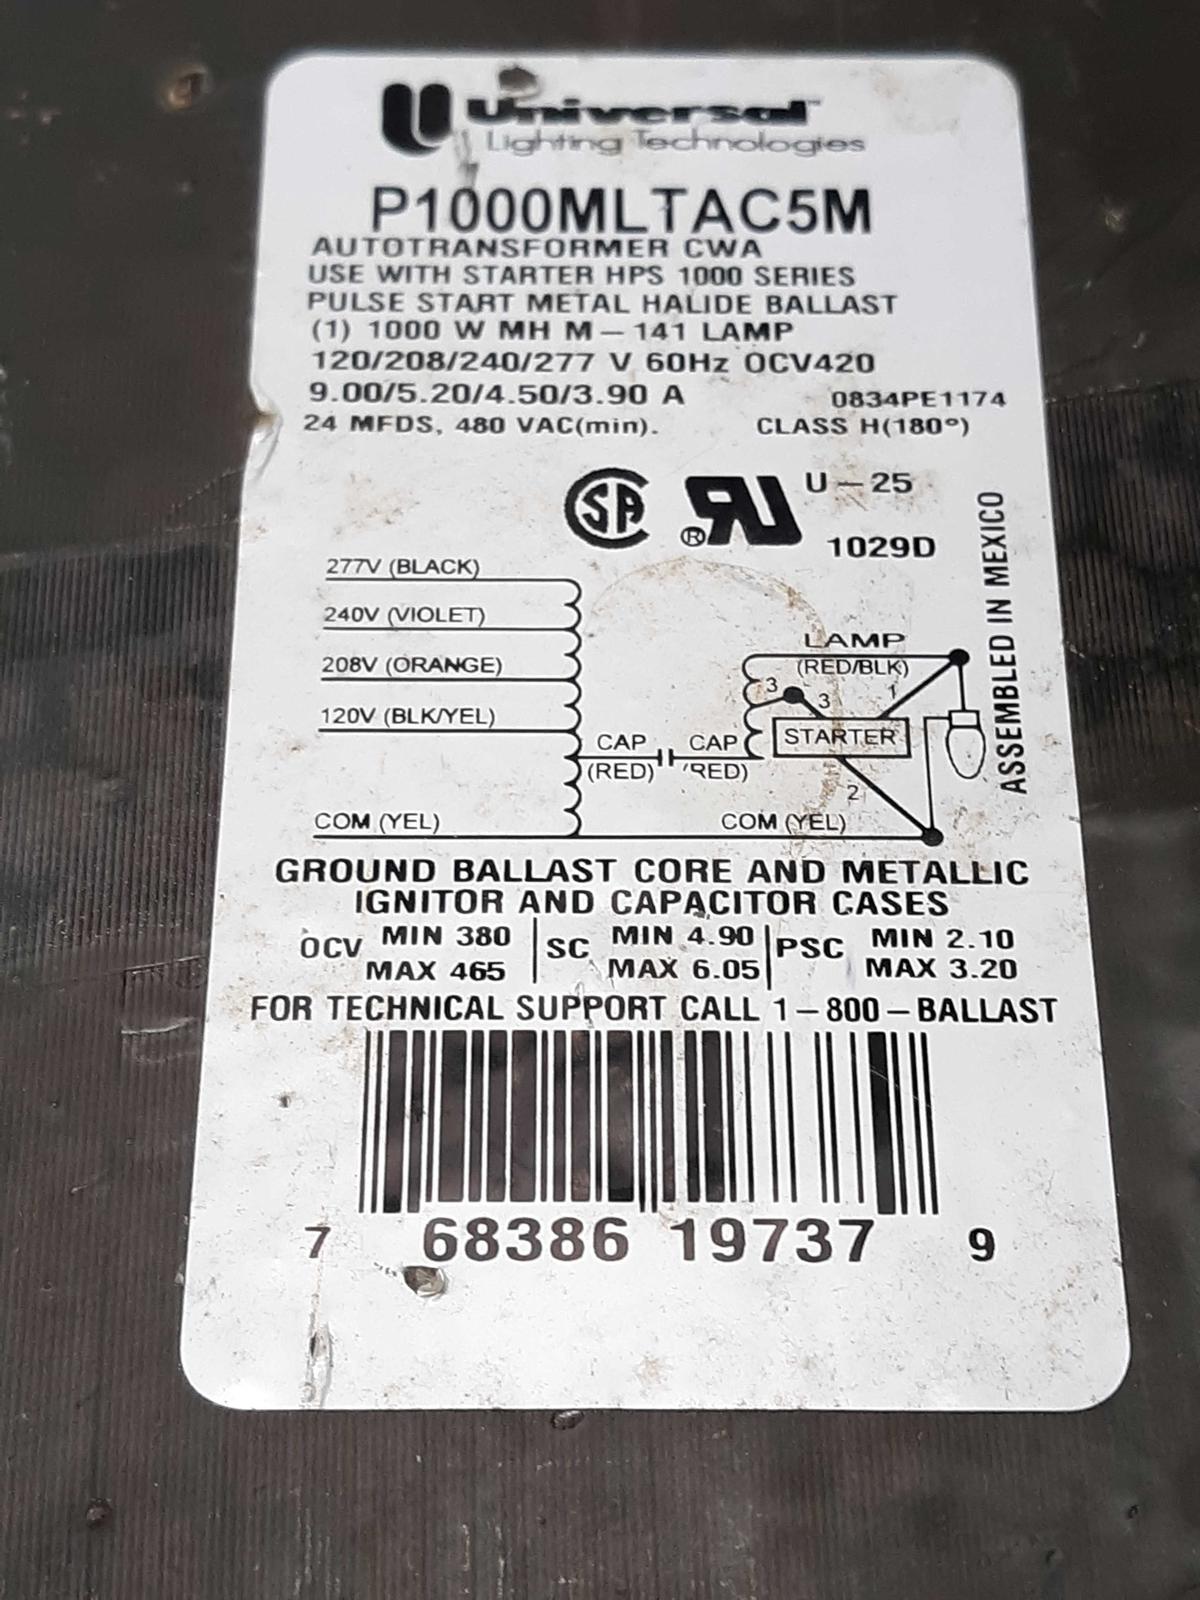 Universal™
Lighting Technologies
P1000MLTAC5M
AUTOTRANSFORMER CWA
USE WITH STARTER HPS 1000 SERIES
PULSE START METAL HALIDE BALLAST
(1) 1000 W MH M-141 LAMP
120/208/240/277 V 60Hz OCV420
9.00/5.20/4.50/3.90 A 0834PE1174
24 MFDS, 480 VAC(min). CLASS H(180°)
SA ® RU U-25
1029D
ASSEMBLED IN MEXICO
277V (BLACK)
240V (VIOLET)
208V (ORANGE)
120V (BLK/YEL)
LAMP
(RED/BLK)
3 3 1
STARTER
CAP CAP
(RED) (RED)
2
COM (YEL) COM (YEL)
GROUND BALLAST CORE AND METALLIC
IGNITOR AND CAPACITOR CASES
OCV MIN 380 SC MIN 4.90 PSC MIN 2.10
MAX 465 MAX 6.05 MAX 3.20
FOR TECHNICAL SUPPORT CALL 1-800-BALLAST
7 68386 19737 9